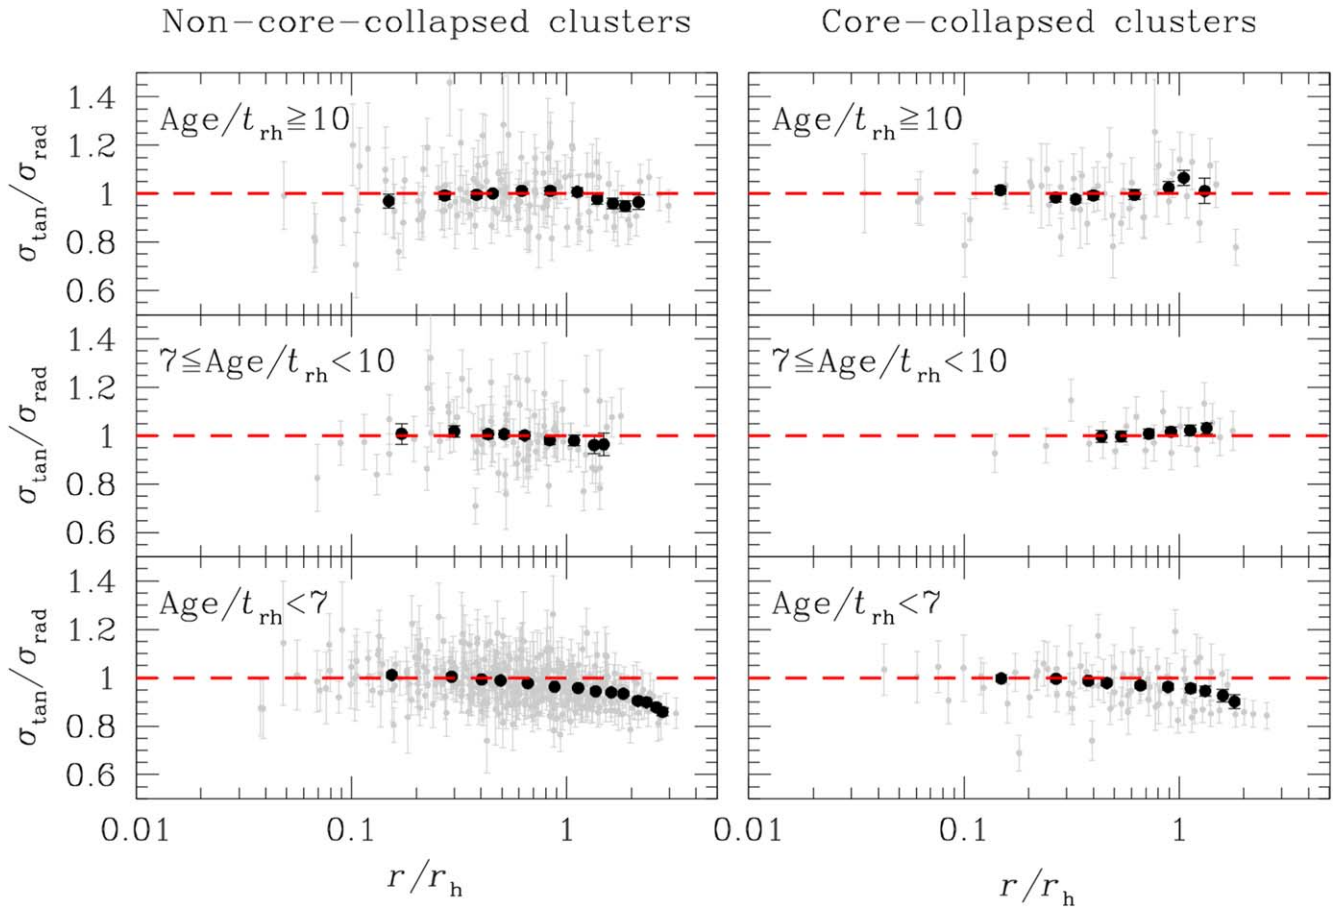 Non-core-collapsed clusters
Core-collapsed clusters
Age/t_rh≧10
Age/t_rh≧10
σ_tan/σ_rad
1.4
1.2
1
0.8
0.6
7≦Age/t_rh<10
7≦Age/t_rh<10
σ_tan/σ_rad
1.4
1.2
1
0.8
0.6
Age/t_rh<7
Age/t_rh<7
σ_tan/σ_rad
1.4
1.2
1
0.8
0.6
0.01 0.1 1
0.01 0.1 1
r/r_h
r/r_h